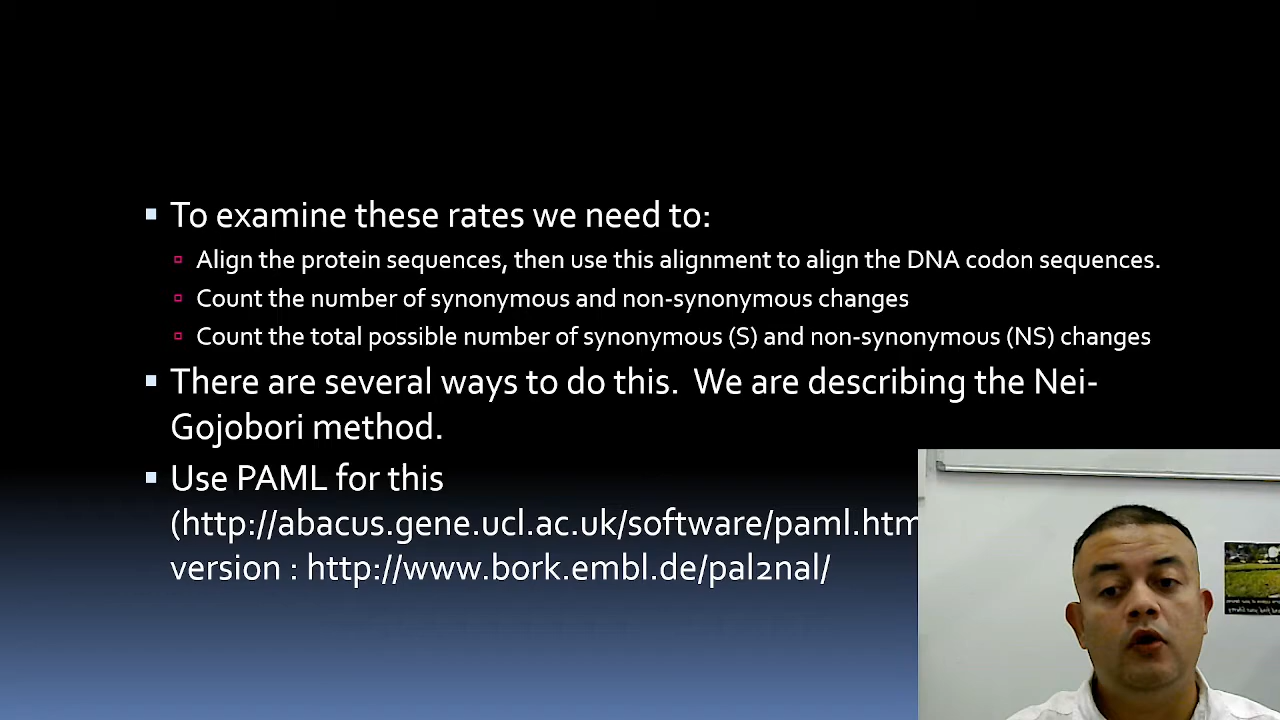 To examine these rates we need to:
Align the protein sequences, then use this alignment to align the DNA codon sequences.
Count the number of synonymous and non-synonymous changes
Count the total possible number of synonymous (S) and non-synonymous (NS) changes
There are several ways to do this. We are describing the Nei-
Gojobori method.
Use PAML for this
(http://abacus.gene.ucl.ac.uk/software/paml.htm
version : http://www.bork.embl.de/pal2nal/